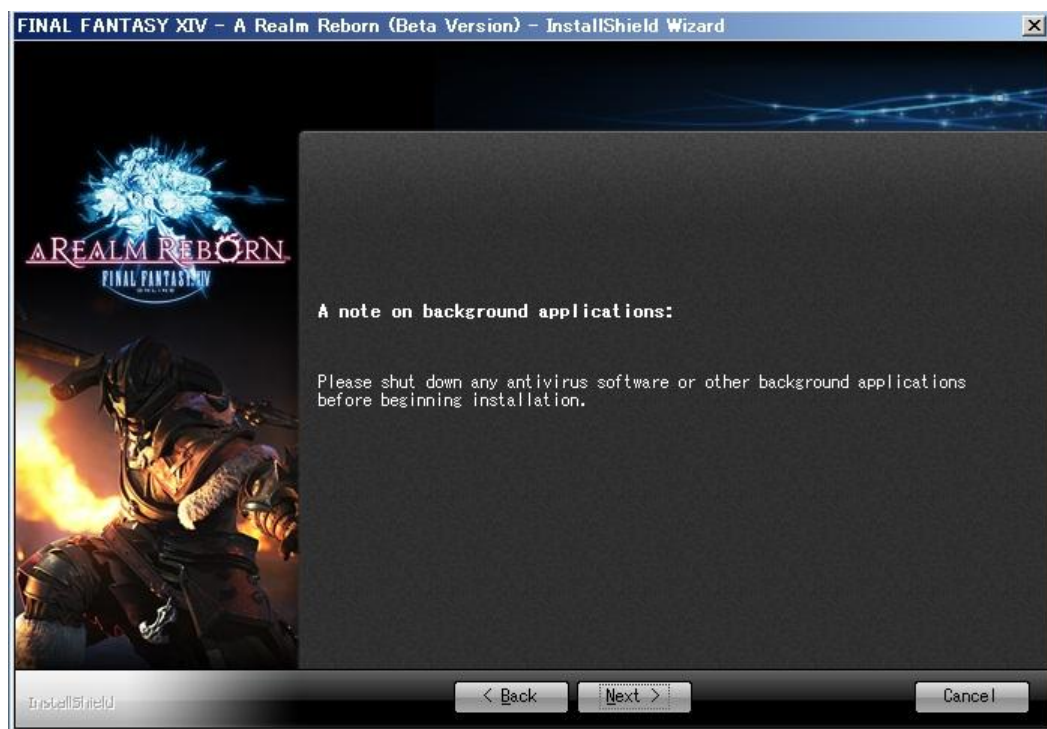 FINAL FANTASY XIV - A Realm Reborn (Beta Version) - InstallShield Wizard
A REALM REBORN
FINAL FANTASY XIV
ONLINE
A note on background applications:
Please shut down any antivirus software or other background applications
before beginning installation.
InstallShield
< Back
Next >
Cancel